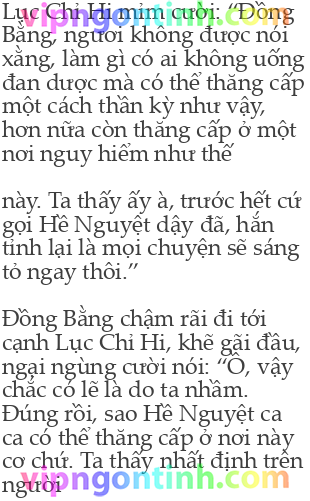 Lục Chỉ Hi mỉm cười: “Đồng
Bằng, ngươi không được nói
xằng, làm gì có ai không uống
đan dược mà có thể thăng cấp
một cách thần kỳ như vậy,
hơn nữa còn thăng cấp ở một
nơi nguy hiểm như thế
này. Ta thấy ấy à, trước hết cứ
gọi Hề Nguyệt dậy đã, hắn
tỉnh lại là mọi chuyện sẽ sáng
tỏ ngay thôi.”
Đồng Bằng chậm rãi đi tới
cạnh Lục Chỉ Hi, khẽ gãi đầu,
ngại ngùng cười nói: “Ồ, vậy
chắc có lẽ là do ta nhầm.
Đúng rồi, sao Hề Nguyệt ca
ca có thể thăng cấp ở nơi này
cơ chứ. Ta thấy nhất định trên
người
vipngontinh.com
vipngontinh.com